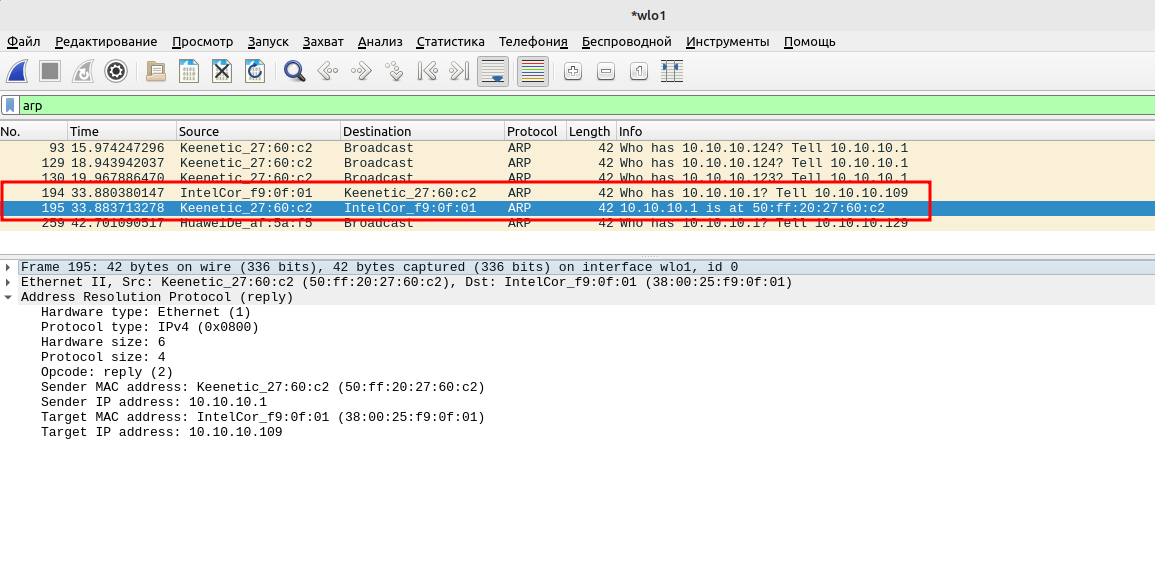 *wlo1
Файл Редактирование Просмотр Запуск Захват Анализ Статистика Телефония Беспроводной Инструменты Помощь
arp
No. Time Source Destination Protocol Length Info
93 15.974247296 Keenetic_27:60:c2 Broadcast ARP 42 Who has 10.10.10.124? Tell 10.10.10.1
129 18.943942037 Keenetic_27:60:c2 Broadcast ARP 42 Who has 10.10.10.124? Tell 10.10.10.1
130 19.967886470 Keenetic_27:60:c2 Broadcast ARP 42 Who has 10.10.10.123? Tell 10.10.10.1
194 33.880380147 IntelCor_f9:0f:01 Keenetic_27:60:c2 ARP 42 Who has 10.10.10.1? Tell 10.10.10.109
195 33.883713278 Keenetic_27:60:c2 IntelCor_f9:0f:01 ARP 42 10.10.10.1 is at 50:ff:20:27:60:c2
259 42.701090517 HuaweiDe_af:5a:f5 Broadcast ARP 42 Who has 10.10.10.1? Tell 10.10.10.129
Frame 195: 42 bytes on wire (336 bits), 42 bytes captured (336 bits) on interface wlo1, id 0
Ethernet II, Src: Keenetic_27:60:c2 (50:ff:20:27:60:c2), Dst: IntelCor_f9:0f:01 (38:00:25:f9:0f:01)
Address Resolution Protocol (reply)
Hardware type: Ethernet (1)
Protocol type: IPv4 (0x0800)
Hardware size: 6
Protocol size: 4
Opcode: reply (2)
Sender MAC address: Keenetic_27:60:c2 (50:ff:20:27:60:c2)
Sender IP address: 10.10.10.1
Target MAC address: IntelCor_f9:0f:01 (38:00:25:f9:0f:01)
Target IP address: 10.10.10.109